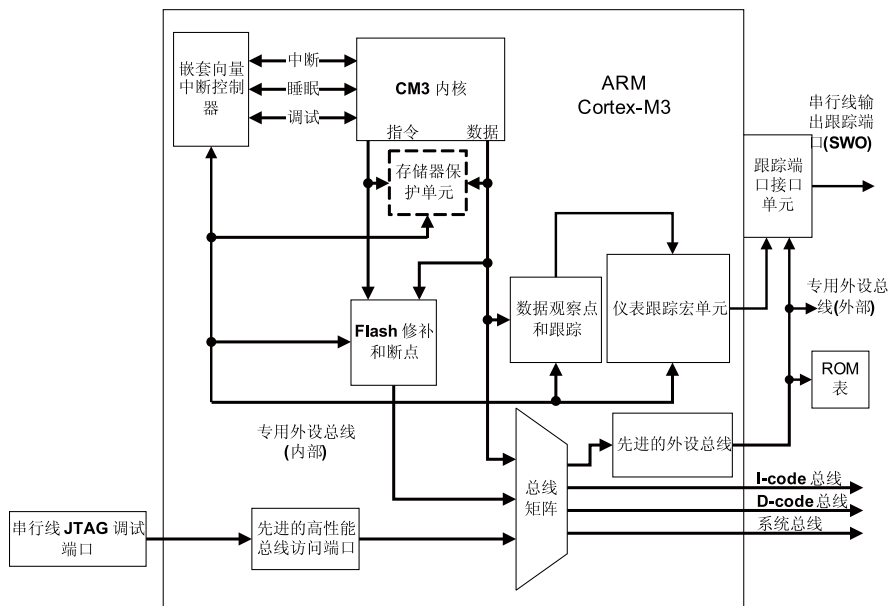 嵌套向量
中断控制
器
中断
睡眠
调试
CM3 内核
指令
数据
ARM
Cortex-M3
串行线输
出跟踪端
口(SWO)
存储器保
护单元
跟踪端
口接口
单元
Flash 修补
和断点
数据观察点
和跟踪
仪表跟踪宏单元
专用外设总
线(外部)
ROM
表
专用外设总线
(内部)
先进的外设总线
总线
矩阵
I-code 总线
D-code 总线
系统总线
串行线 JTAG 调试
端口
先进的高性能
总线访问端口